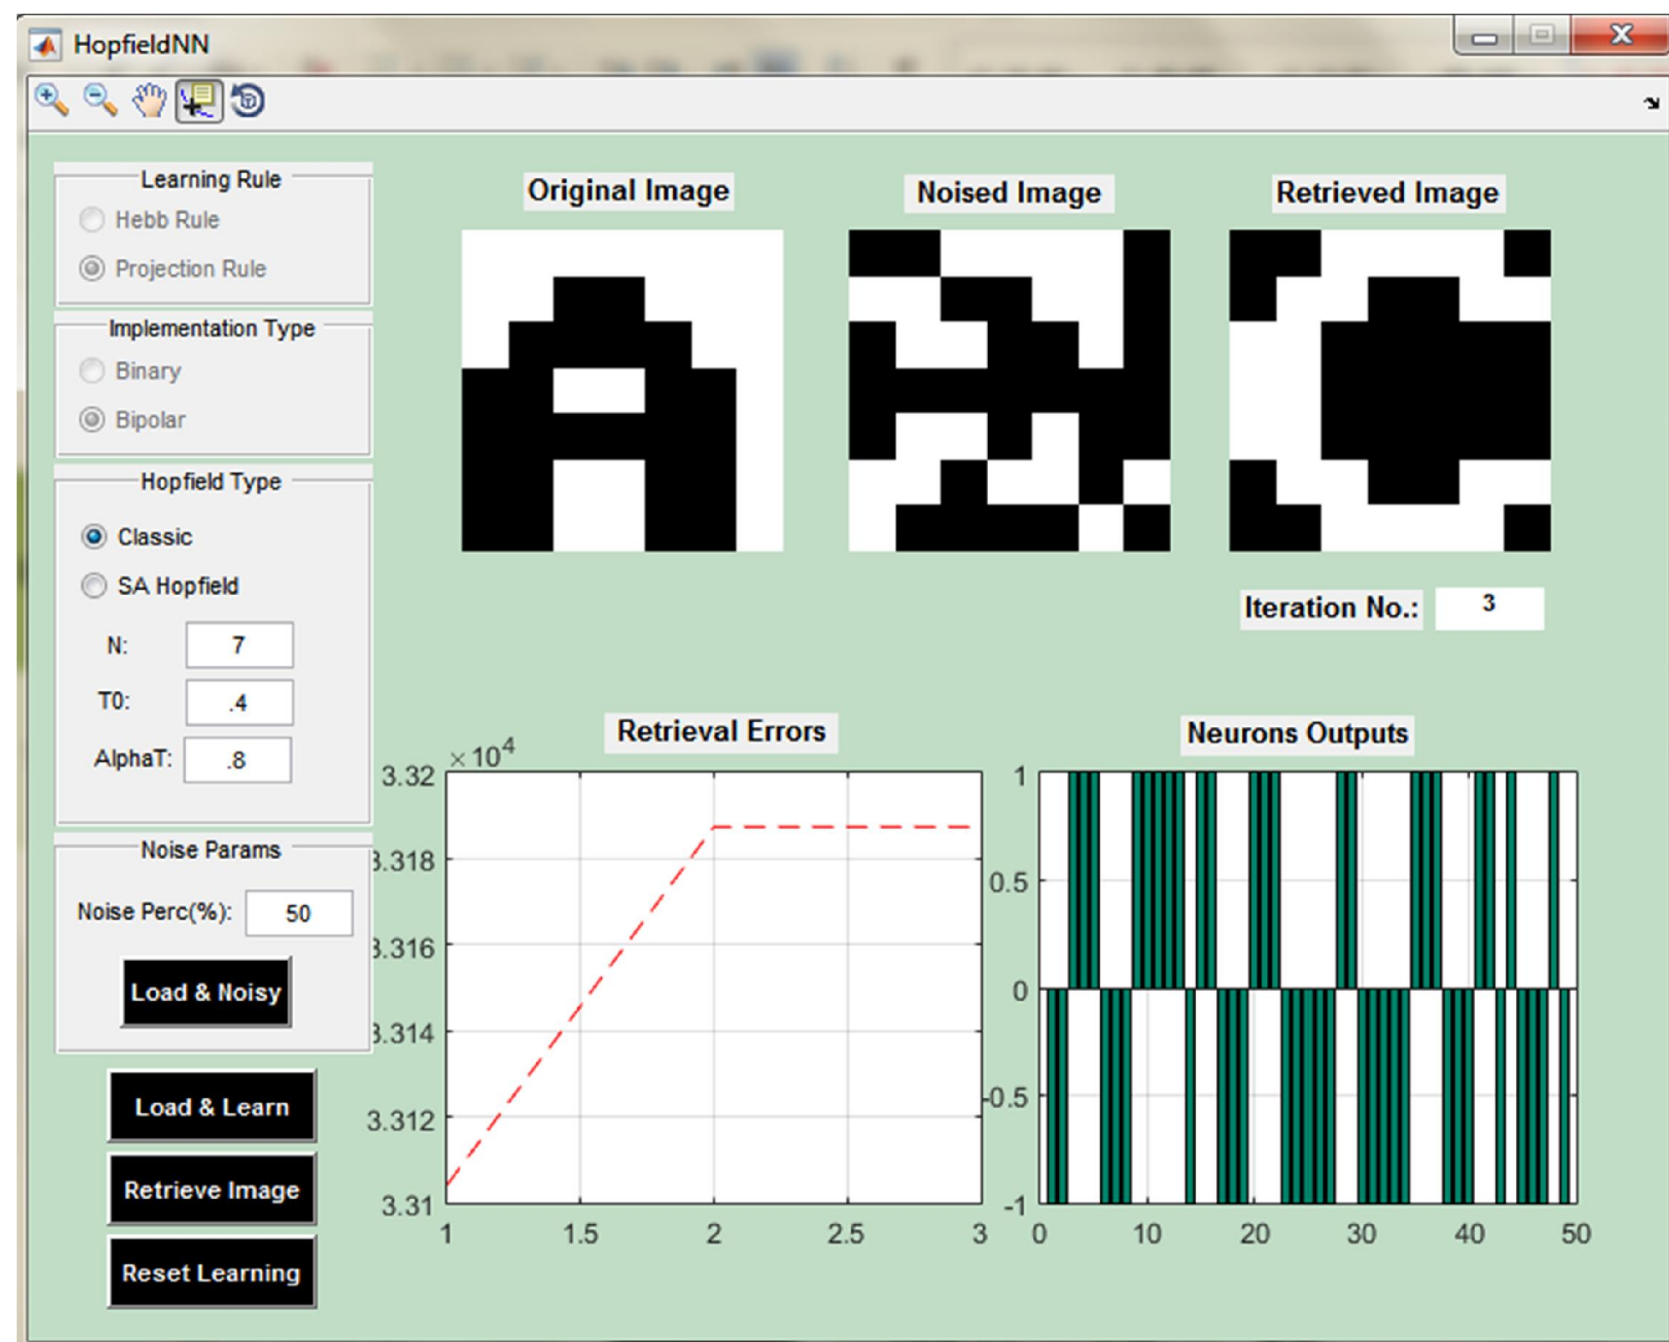 HopfieldNN
Learning Rule
Hebb Rule
Projection Rule
Implementation Type
Binary
Bipolar
Hopfield Type
Classic
SA Hopfield
N: 7
T0: .4
AlphaT: .8
Noise Params
Noise Perc(%): 50
Load & Noisy
Load & Learn
Retrieve Image
Reset Learning
Original Image
Noised Image
Retrieved Image
Iteration No.: 3
Retrieval Errors
×10⁴
3.32
3.318
3.316
3.314
3.312
3.31
1 1.5 2 2.5 3
Neurons Outputs
1
0.5
0
-0.5
-1
0 10 20 30 40 50